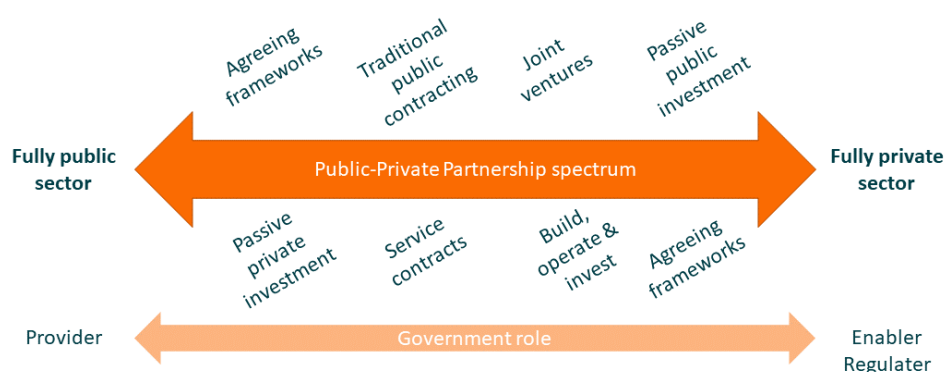 Agreeing
frameworks
Traditional
public
contracting
Joint
ventures
Passive
public
investment
Fully public
sector
Public-Private Partnership spectrum
Fully private
sector
Passive
private
investment
Service
contracts
Build,
operate &
invest
Agreeing
frameworks
Provider
Government role
Enabler
Regulater